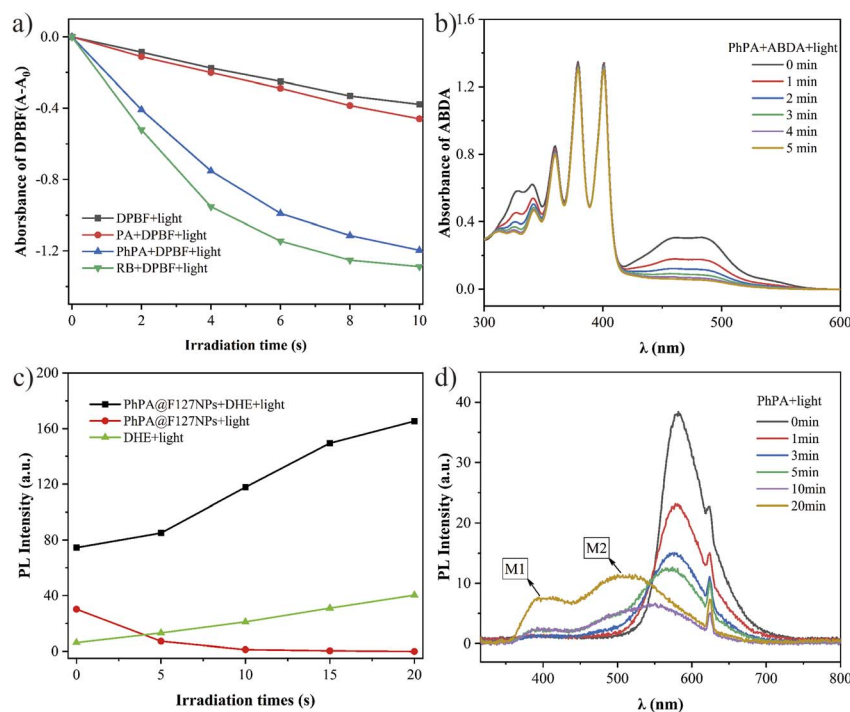 a)
0.0
-0.4
-0.8
-1.2
Aborsbance of DPBF(A-A0)
DPBF+light
PA+DPBF+light
PhPA+DPBF+light
RB+DPBF+light
0 2 4 6 8 10
Irradiation time (s)
b)
1.6
1.2
0.8
0.4
0.0
Absorbance of ABDA
PhPA+ABDA+light
0 min
1 min
2 min
3 min
4 min
5 min
300 400 500 600
λ (nm)
c)
200
160
120
80
40
0
PL Intensity (a.u.)
PhPA@F127NPs+DHE+light
PhPA@F127NPs+light
DHE+light
0 5 10 15 20
Irradiation times (s)
d)
40
30
20
10
0
PL Intensity (a.u.)
PhPA+light
0min
1min
3min
5min
10min
20min
M1
M2
400 500 600 700 800
λ (nm)